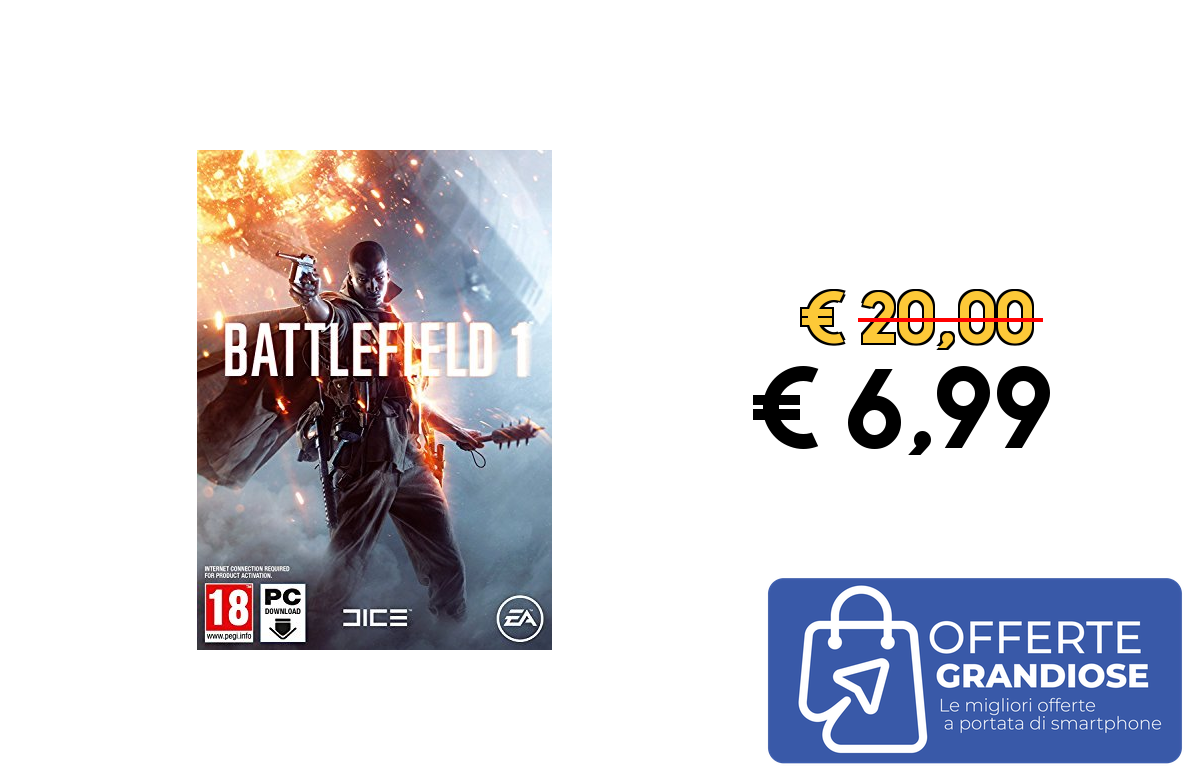 BATTLEFIELD 1
INTERNET CONNECTION REQUIRED
FOR PRODUCT ACTIVATION.
18
www.pegi.info
PC
DOWNLOAD
DICE™
EA
€ 20,00
€ 6,99
OFFERTE
GRANDIOSE
Le migliori offerte
a portata di smartphone